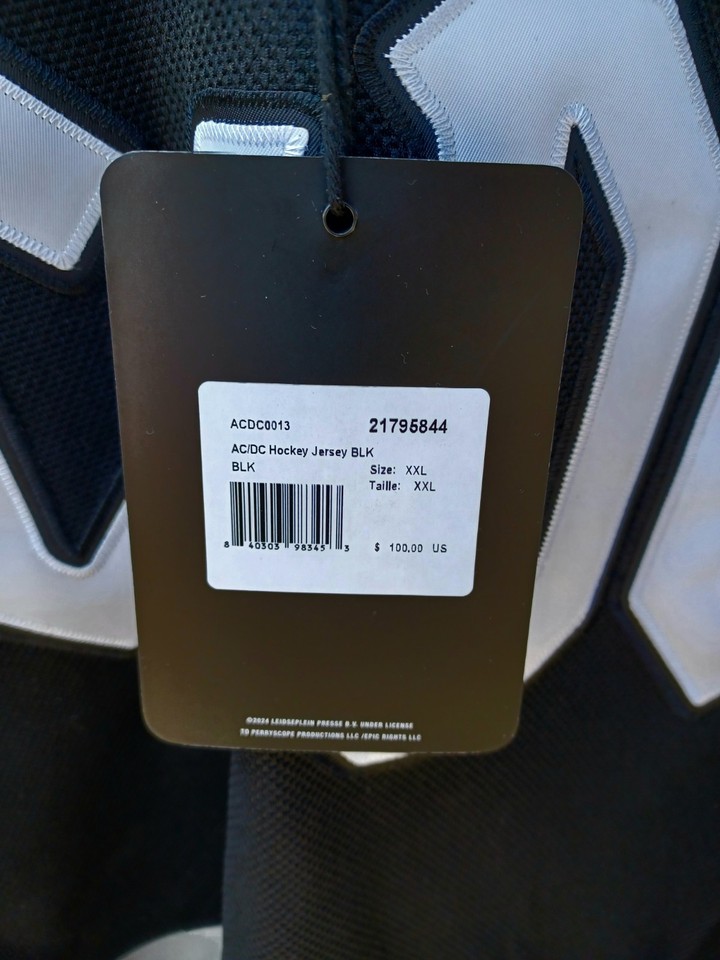 ACDC0013 21795844
AC/DC Hockey Jersey BLK
BLK Size: XXL
Taille: XXL
8 40303 98345 3 $ 100.00 US
©2024 LEIDSEPLEIN PRESSE B.V. UNDER LICENSE
TO PERRYSCOPE PRODUCTIONS LLC /EPIC RIGHTS LLC